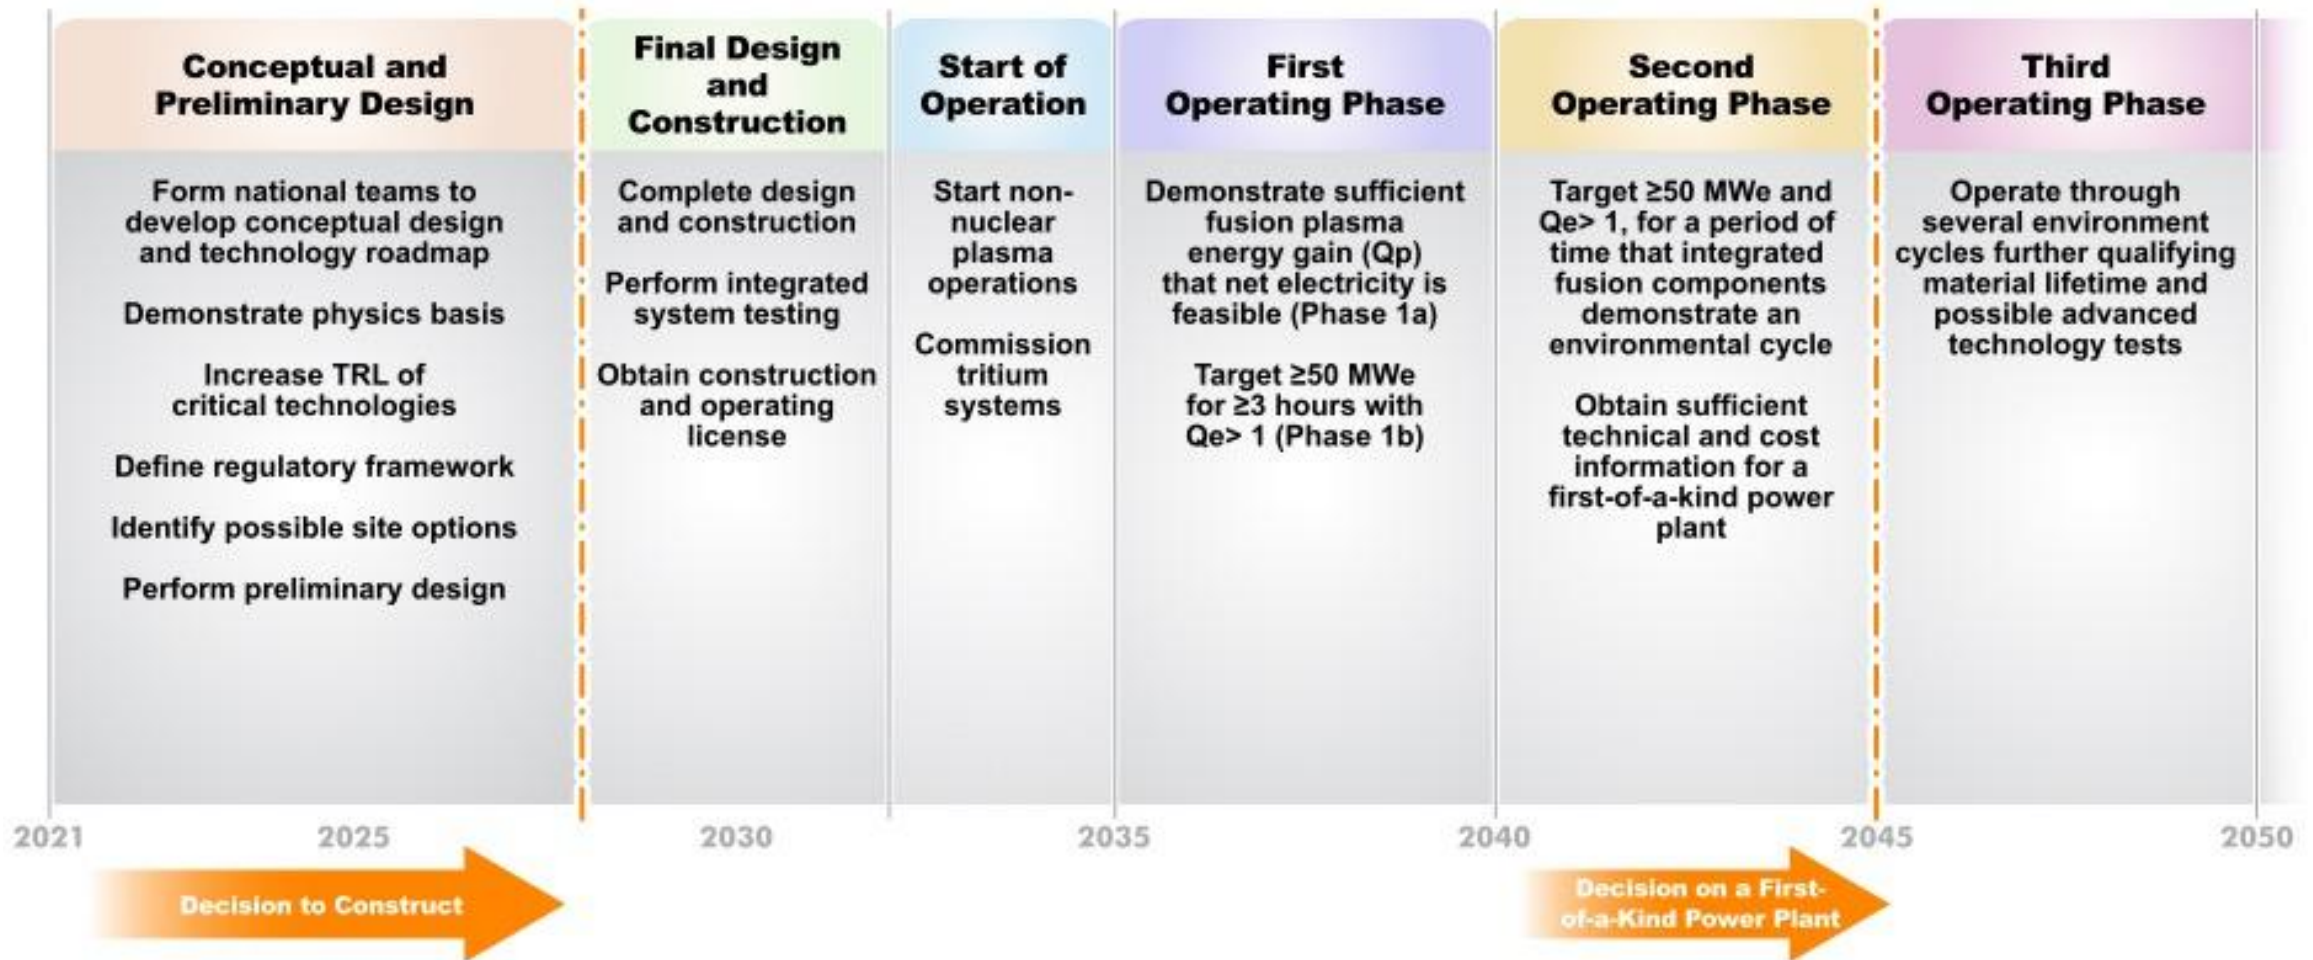 Conceptual and
Preliminary Design
Form national teams to
develop conceptual design
and technology roadmap
Demonstrate physics basis
Increase TRL of
critical technologies
Define regulatory framework
Identify possible site options
Perform preliminary design
Final Design
and
Construction
Complete design
and construction
Perform integrated
system testing
Obtain construction
and operating
license
Start of
Operation
Start non-
nuclear
plasma
operations
Commission
tritium
systems
First
Operating Phase
Demonstrate sufficient
fusion plasma
energy gain (Qp)
that net electricity is
feasible (Phase 1a)
Target ≥50 MWe
for ≥3 hours with
Qe> 1 (Phase 1b)
Second
Operating Phase
Target ≥50 MWe and
Qe> 1, for a period of
time that integrated
fusion components
demonstrate an
environmental cycle
Obtain sufficient
technical and cost
information for a
first-of-a-kind power
plant
Third
Operating Phase
Operate through
several environment
cycles further qualifying
material lifetime and
possible advanced
technology tests
2021 2025 2030 2035 2040 2045 2050
Decision to Construct
Decision on a First-
of-a-Kind Power Plant